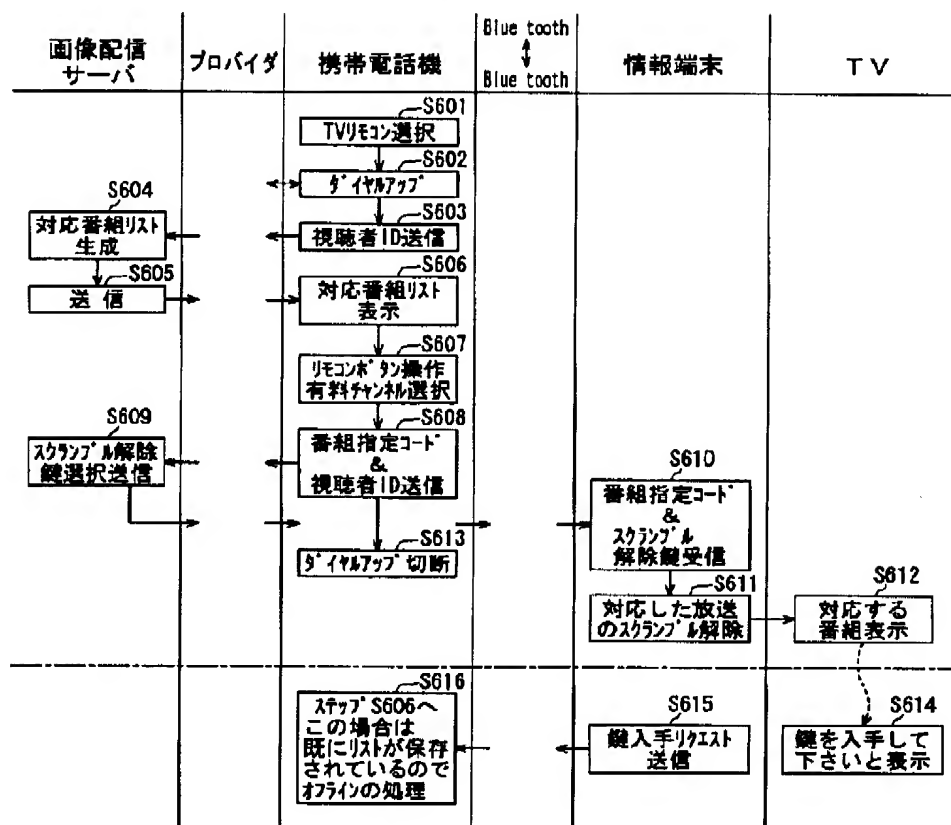 画像配信
サーバ
プロバイダ
携帯電話機
Blue tooth
Blue tooth
情報端末
TV
S601
TVリモコン選択
S602
ダイヤルアップ
S603
視聴者ID送信
S604
対応番組リスト
生成
S605
送信
S606
対応番組リスト
表示
S607
リモコンボタン操作
有料チャンネル選択
S608
番組指定コード
&
視聴者ID送信
S609
スクランブル解除
鍵選択送信
S610
番組指定コード
&
スクランブル
解除鍵受信
S613
ダイヤルアップ切断
S611
対応した放送
のスクランブル解除
S612
対応する
番組表示
S616
ステップS606へ
この場合は
既にリストが保存
されているので
オフラインの処理
S615
鍵入手リクエスト
送信
S614
鍵を入手して
下さいと表示